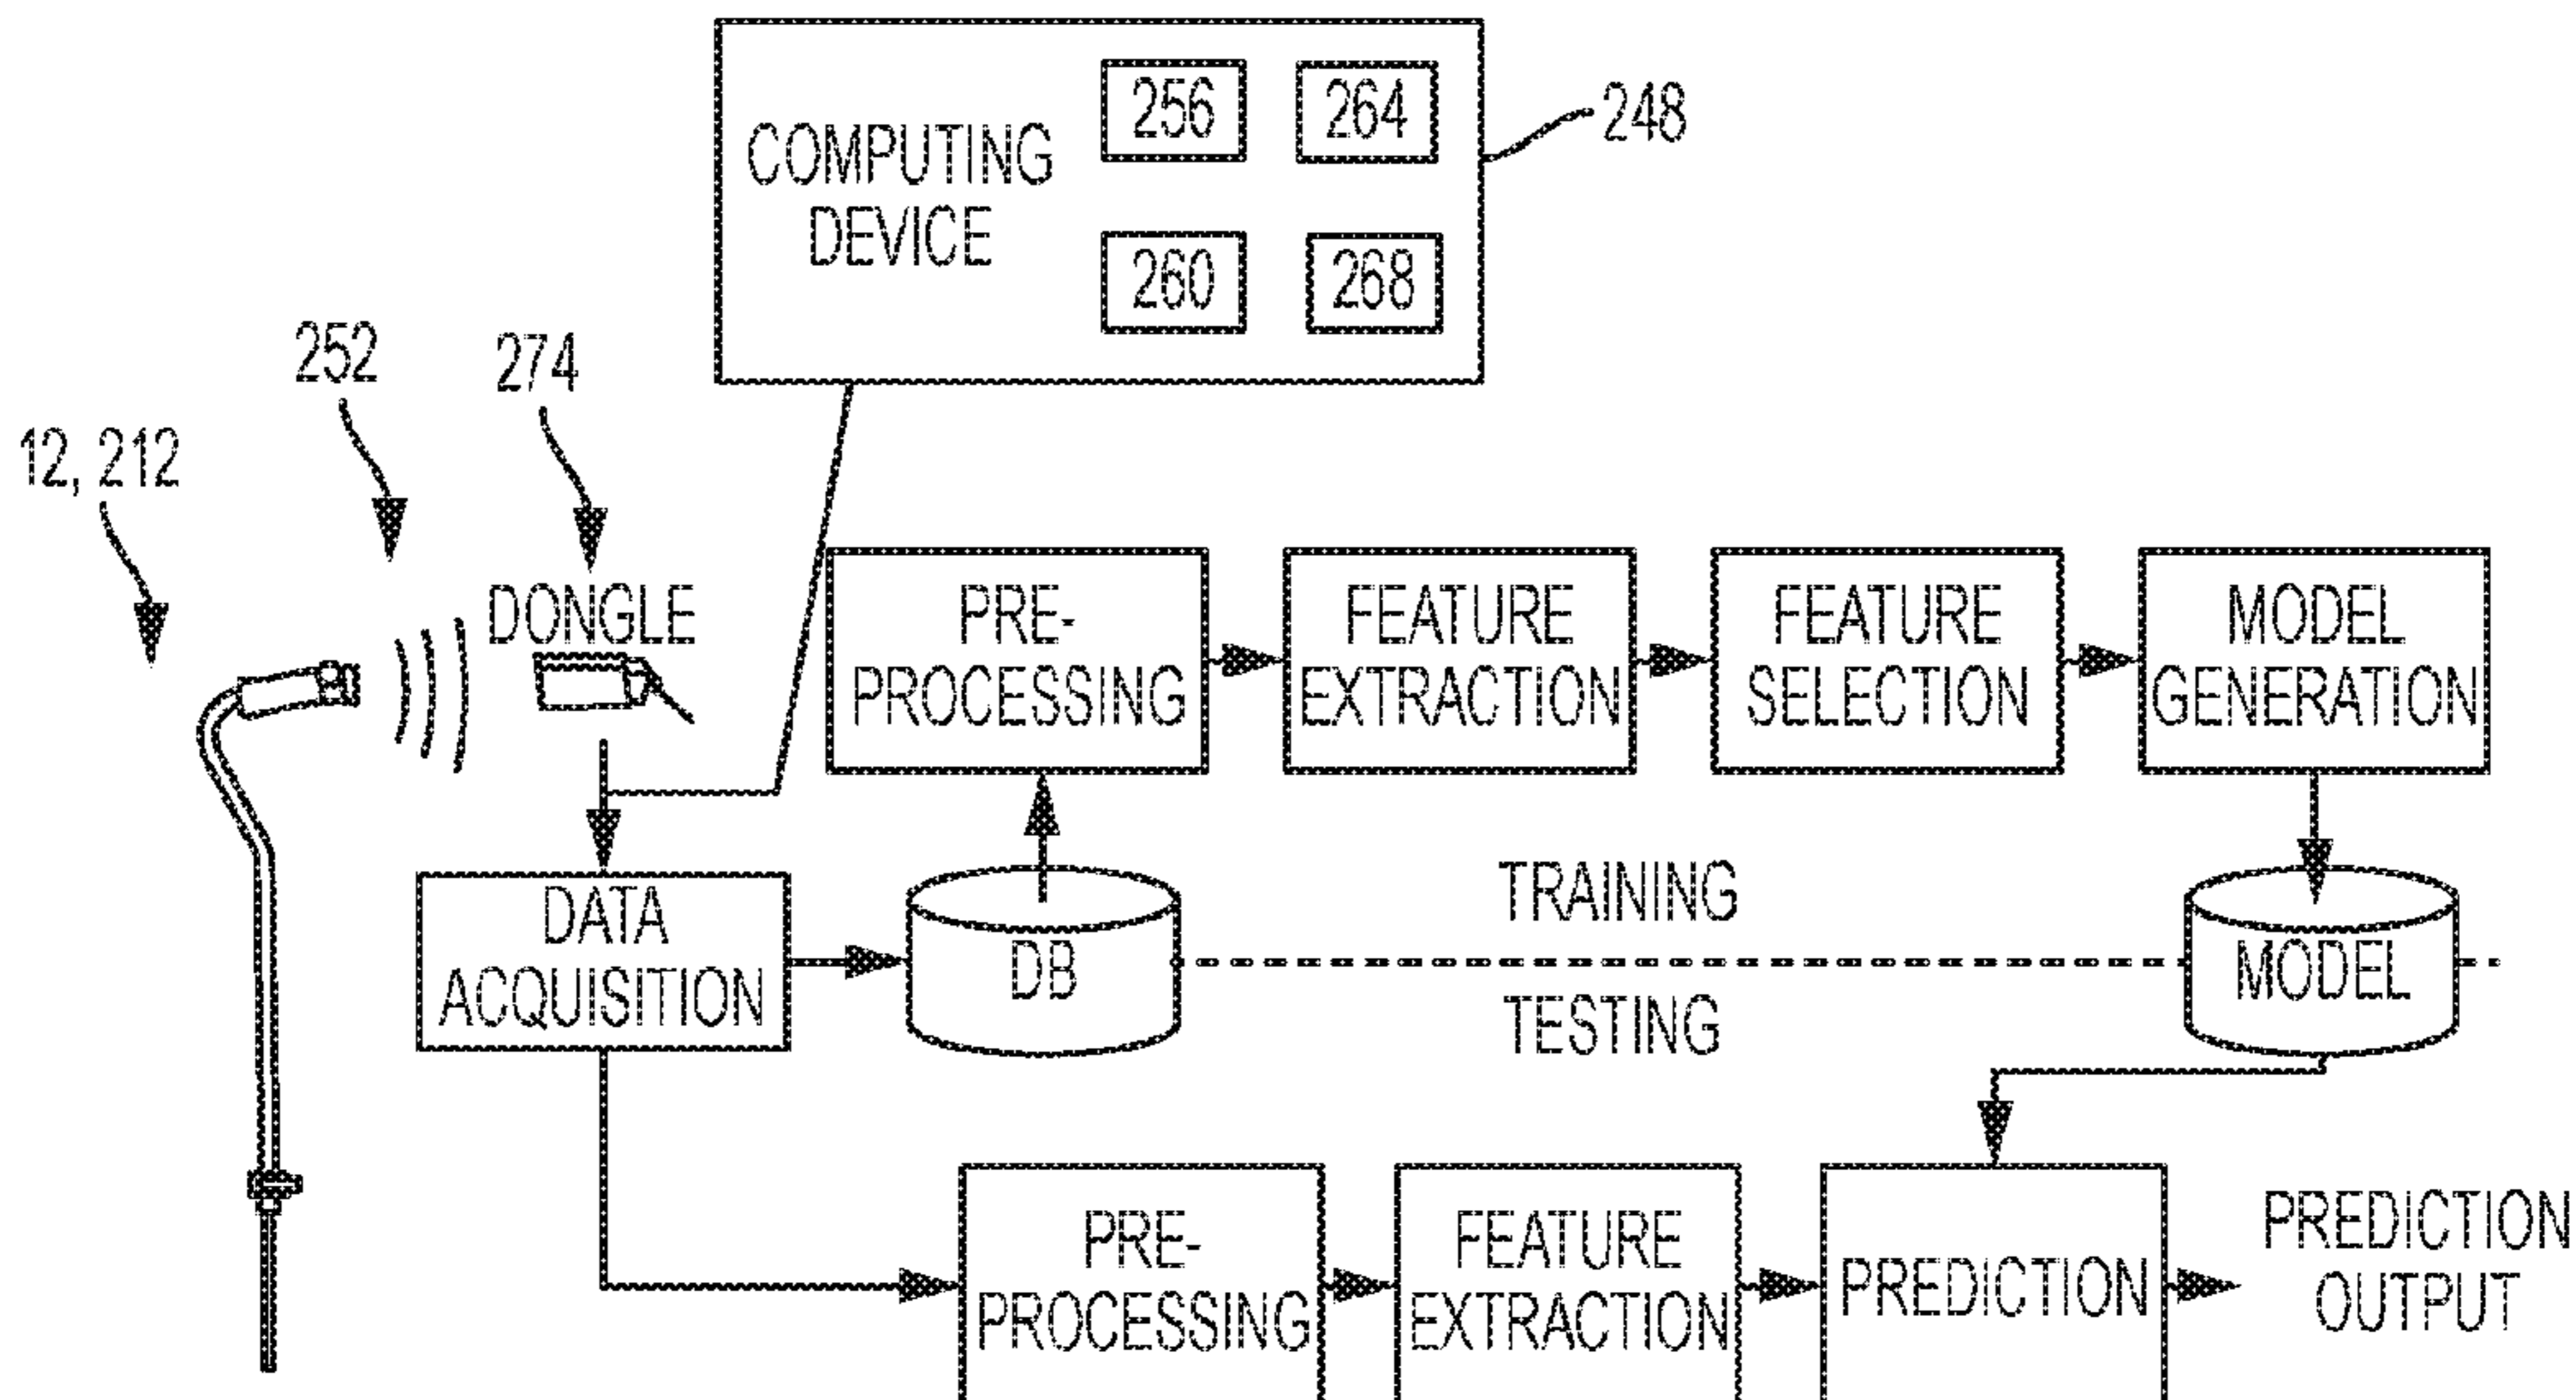 COMPUTING
DEVICE
256
264
260
268
248
252
274
12, 212
DONGLE
PRE-
PROCESSING
FEATURE
EXTRACTION
FEATURE
SELECTION
MODEL
GENERATION
DATA
ACQUISITION
DB
TRAINING
TESTING
MODEL
PRE-
PROCESSING
FEATURE
EXTRACTION
PREDICTION
PREDICTION
OUTPUT